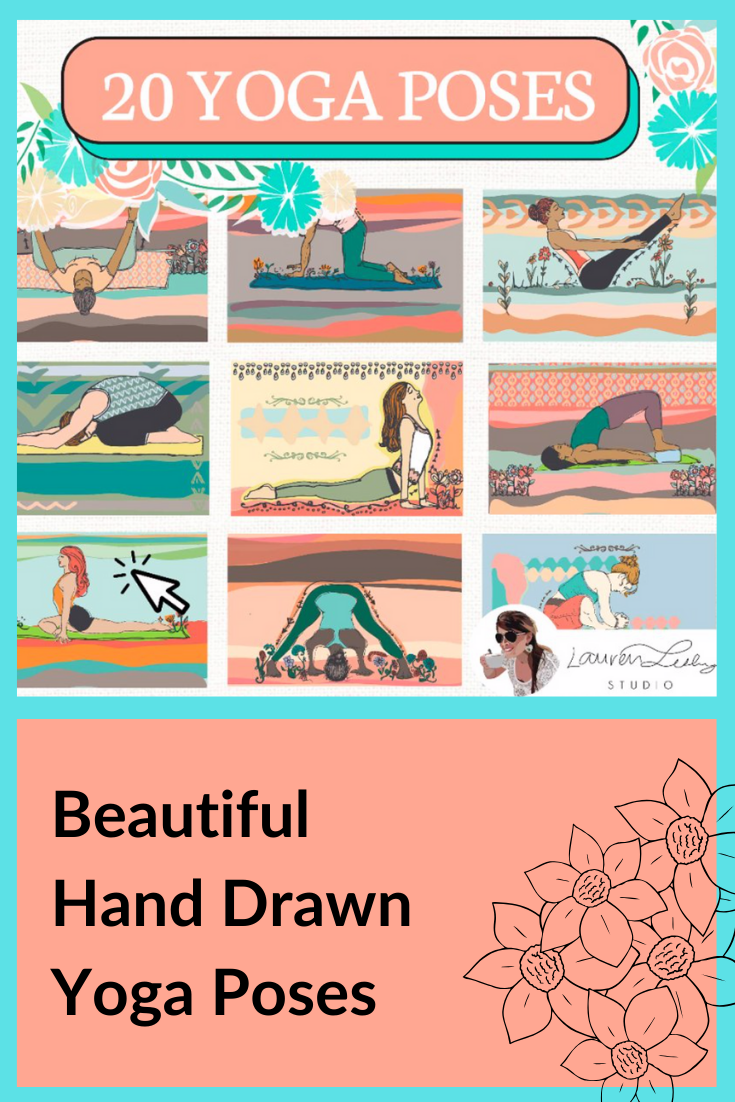 20 YOGA POSES
Lauren Lesley
STUDIO
Beautiful
Hand Drawn
Yoga Poses